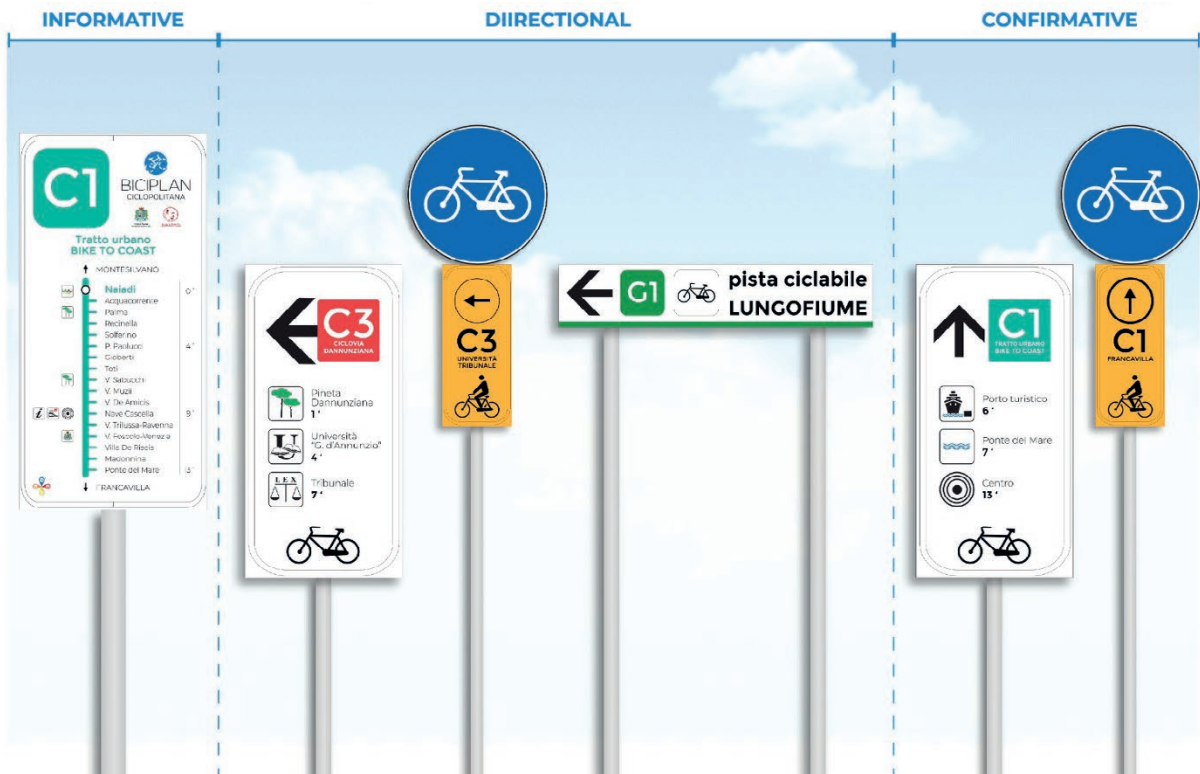 INFORMATIVE
DIIRECTIONAL
CONFIRMATIVE
C1
BICIPLAN
CICLOPOLITANA
Tratto urbano
BIKE TO COAST
MONTESILVANO
Naiadi 0'
Acquacorrente
Palma
Recinella
Solferino
P. Paolucci 4'
Gioberti
Toti
V. Sabucchi
V. Muzii
V. De Amicis
Nave Cascella 9'
V. Trilussa-Ravenna
V. Foscolo-Venezia
Villa De Riseis
Madonnina
Ponte del Mare
FRANCAVILLA
C3
CICLOVIA
DANNUNZIANA
Pineta
Dannunziana
1'
Università
"G. d'Annunzio"
4'
LEX
Tribunale
7'
C3
UNIVERSITÀ
TRIBUNALE
G1
pista ciclabile
LUNGOFIUME
C1
TRATTO URBANO
BIKE TO COAST
Porto turistico
6'
Ponte del Mare
7'
Centro
13'
C1
FRANCAVILLA